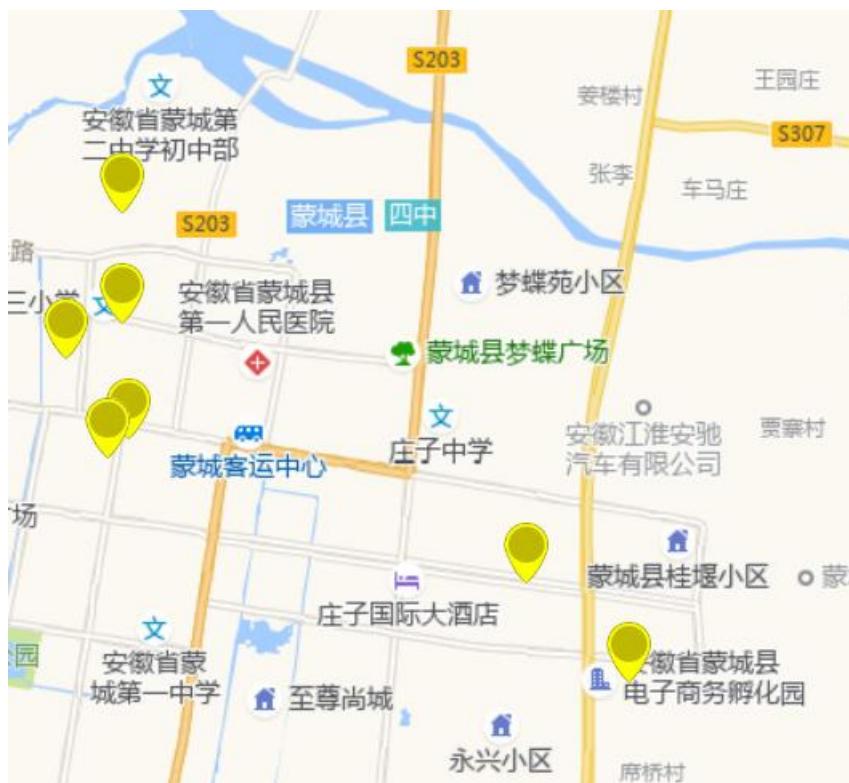 S203
王园庄
姜楼村
安徽省蒙城第
二中学初中部
S307
张李
车马庄
蒙城县 四中
S203
路
梦蝶苑小区
三小学
安徽省蒙城县
第一人民医院
蒙城县梦蝶广场
安徽江淮安驰
汽车有限公司
贾寨村
庄子中学
蒙城客运中心
场
蒙城县桂堰小区
蒙
庄子国际大酒店
安徽省蒙
城第一中学
园
安徽省蒙城县
电子商务孵化园
至尊尚城
永兴小区
席桥村